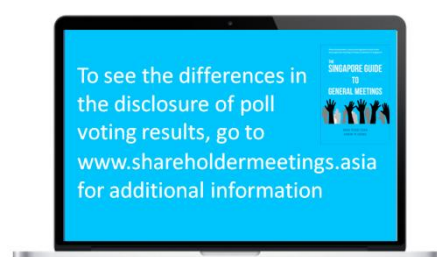 To see the differences in
the disclosure of poll
voting results, go to
www.shareholdermeetings.asia
for additional information
THE
SINGAPORE GUIDE
TO
GENERAL MEETINGS